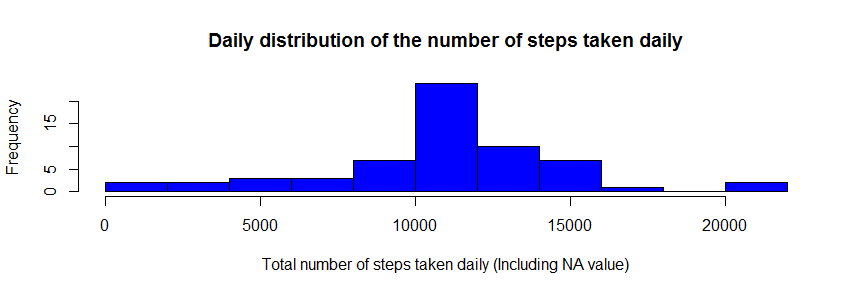 Daily distribution of the number of steps taken daily
Frequency
15
5
0
0 5000 10000 15000 20000
Total number of steps taken daily (Including NA value)